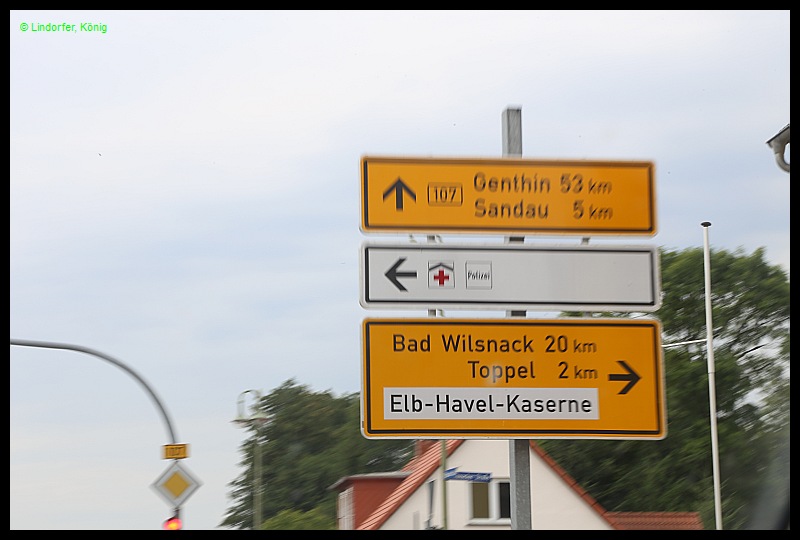 © Lindorfer, König
107 Genthin 53 km
Sandau 5 km
Polizei
Bad Wilsnack 20 km
Toppel 2 km
Elb-Havel-Kaserne
107